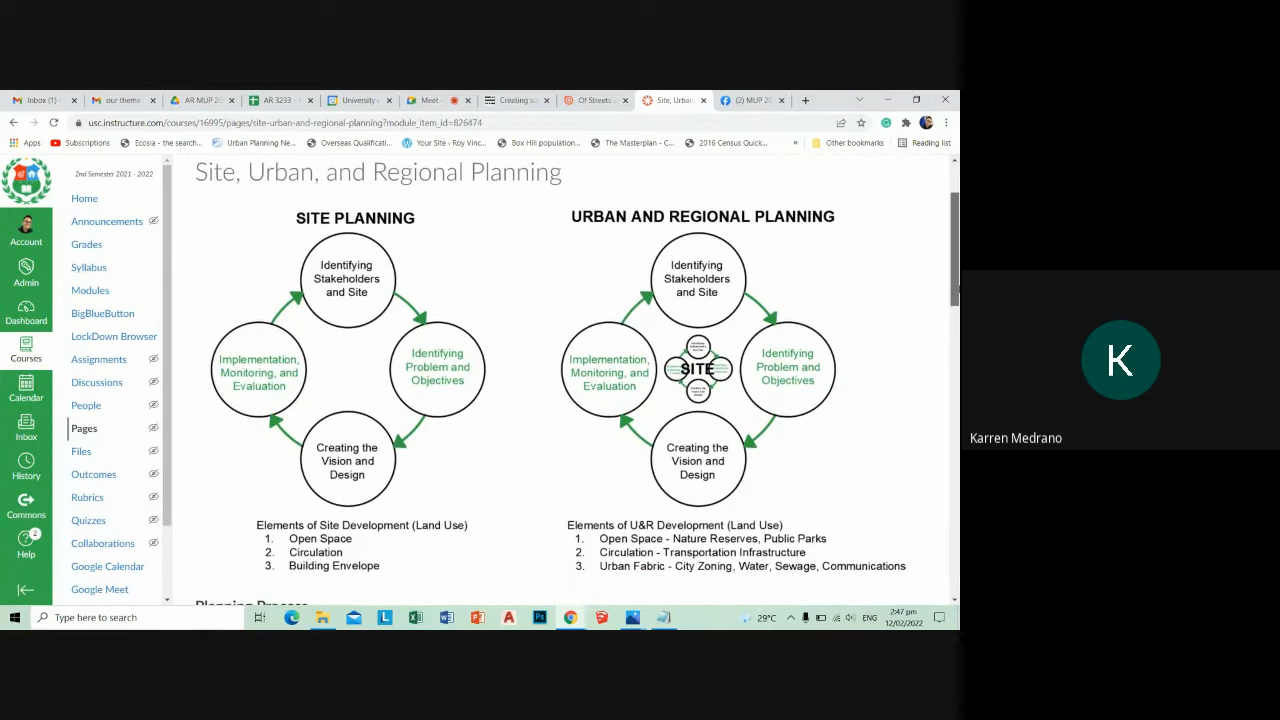 Inbox (1)
our theme
AR MUP 20
AR 3233 -
University
Meet
Creating su
Of Streets a
Site, Urban
(2) MUP 20
usc.instructure.com/courses/16995/pages/site-urban-and-regional-planning?module_item_id=826474
Apps
Subscriptions
Ecosia - the search...
Urban Planning Ne...
Overseas Qualificati...
Your Site ‹ Roy Vinc...
Box Hill population...
The Masterplan - C...
2016 Census Quick...
»
Other bookmarks
Reading list
Account
Admin
Dashboard
Courses
Calendar
Inbox
History
Commons
2
Help
2nd Semester 2021 - 2022
Home
Announcements
Grades
Syllabus
Modules
BigBlueButton
LockDown Browser
Assignments
Discussions
People
Pages
Files
Outcomes
Rubrics
Quizzes
Collaborations
Google Calendar
Google Meet
Site, Urban, and Regional Planning
SITE PLANNING
Identifying
Stakeholders
and Site
Implementation,
Monitoring, and
Evaluation
Identifying
Problem and
Objectives
Creating the
Vision and
Design
Elements of Site Development (Land Use)
1. Open Space
2. Circulation
3. Building Envelope
URBAN AND REGIONAL PLANNING
Identifying
Stakeholders
and Site
Implementation,
Monitoring, and
Evaluation
SITE
Identifying
Problem and
Objectives
Creating the
Vision and
Design
Elements of U&R Development (Land Use)
1. Open Space - Nature Reserves, Public Parks
2. Circulation - Transportation Infrastructure
3. Urban Fabric - City Zoning, Water, Sewage, Communications
Planning Process
Type here to search
29°C
ENG
2:47 pm
12/02/2022
K
Karren Medrano